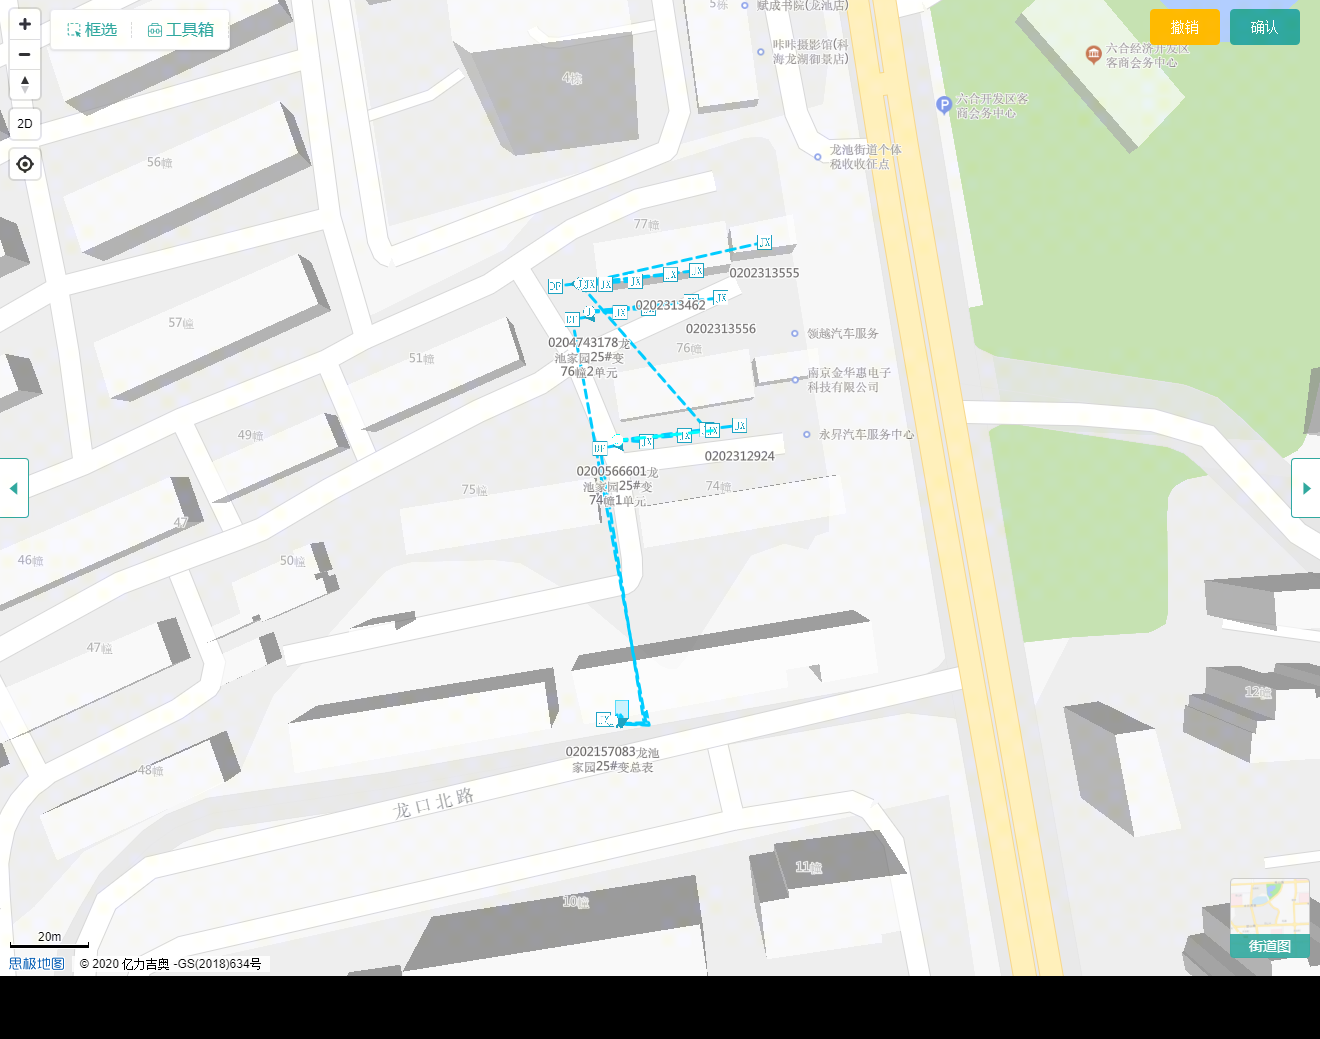 框选
工具箱
撤销
确认
2D
5栋
赋成书院(龙池店)
咔咔摄影馆(科
海龙湖御景店)
六合经济开发区
客商会务中心
六合开发区客
商会务中心
4幢
龙池街道个体
税收收征点
56幢
77幢
57幢
51幢
JX
0202313555
0202313462
0202313556
领越汽车服务
0204743178龙
池家园25#变
76幢2单元
76幢
南京金华惠电子
科技有限公司
49幢
永昇汽车服务中心
0202312924
0200566601龙
池家园25#变
74幢1单元
75幢
74幢
47
46幢
50幢
47幢
48幢
12幢
0202157083龙池
家园25#变总表
龙口北路
11幢
10幢
20m
街道图
思极地图
© 2020 亿力吉奥 -GS(2018)634号